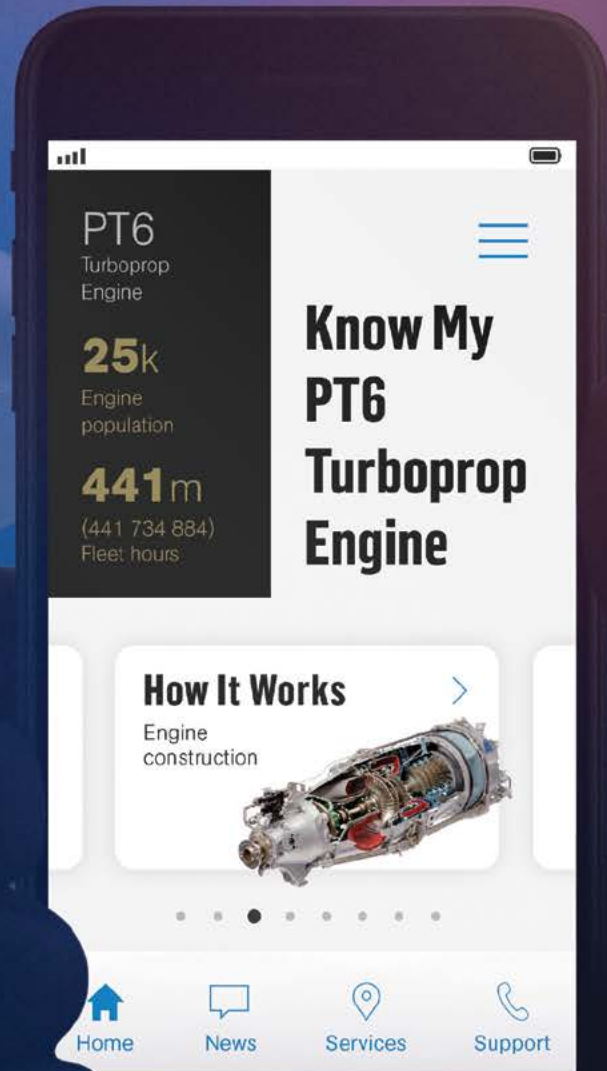 PT6
Turboprop
Engine
25k
Engine
population
441m
(441 734 884)
Fleet hours
Know My
PT6
Turboprop
Engine
How It Works
Engine
construction
Home
News
Services
Support